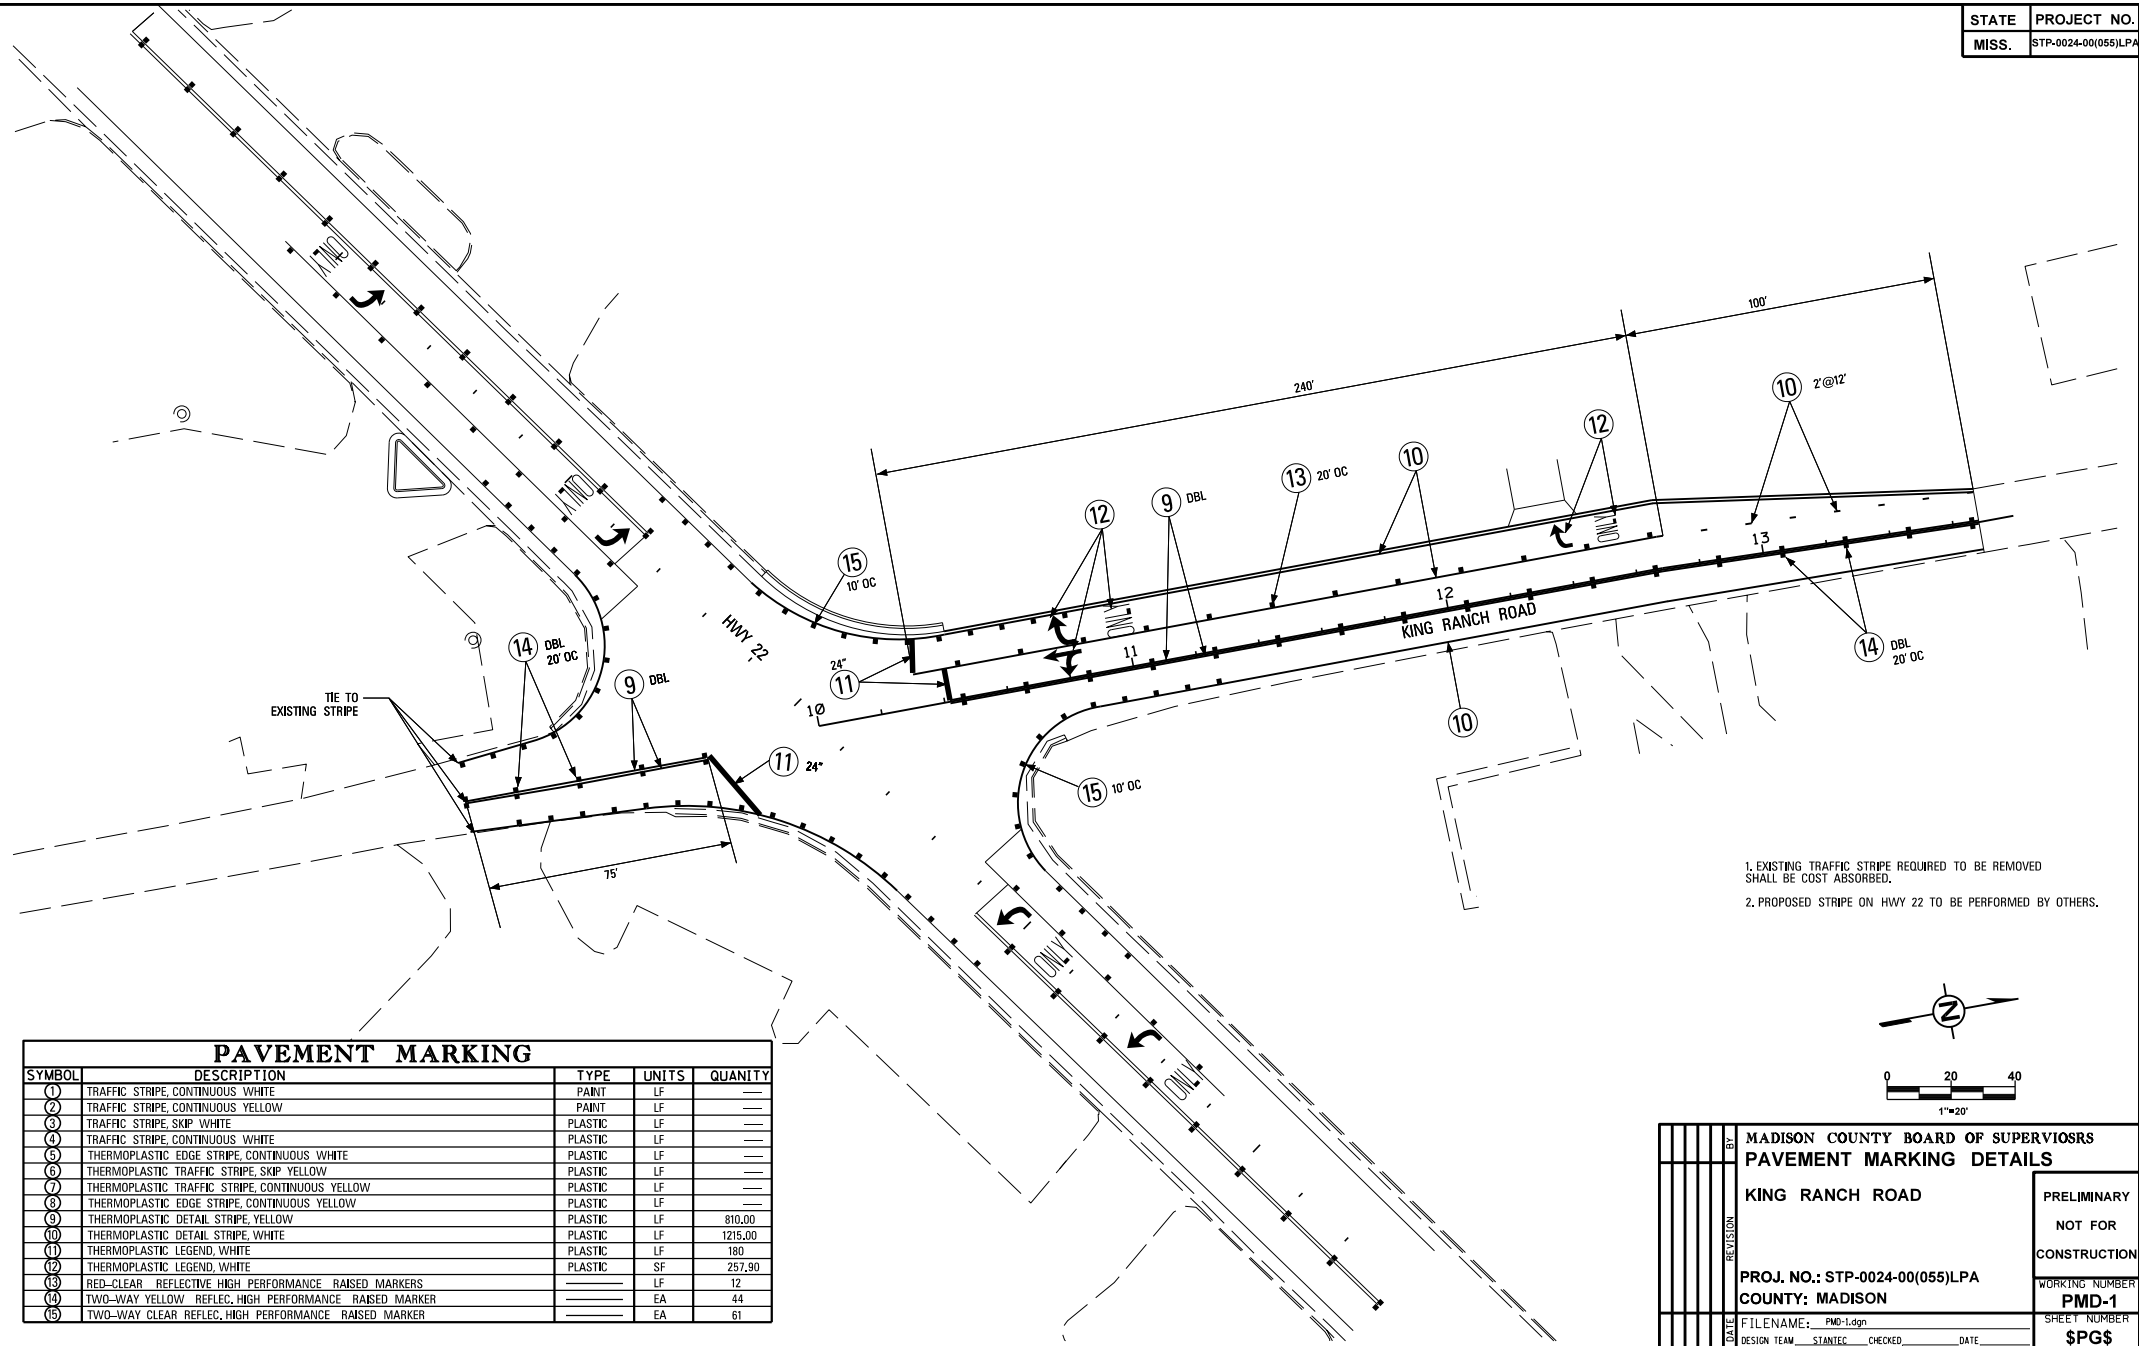 STATE PROJECT NO.
MISS. STP-0024-00(055)LPA
100'
240'
10 2'@12'
12
10
13 20' OC
9 DBL
12
15
10' OC
13
12
11
10
KING RANCH ROAD
HWY 22
ONLY
ONLY
ONLY
ONLY
ONLY
ONLY
14 DBL
20' OC
24"
11
14 DBL
20' OC
9 DBL
TIE TO
EXISTING STRIPE
11 24"
10
15 10' OC
75'
1. EXISTING TRAFFIC STRIPE REQUIRED TO BE REMOVED
SHALL BE COST ABSORBED.
2. PROPOSED STRIPE ON HWY 22 TO BE PERFORMED BY OTHERS.
N
0 20 40
1"=20'
PAVEMENT MARKING
SYMBOL DESCRIPTION TYPE UNITS QUANITY
1 TRAFFIC STRIPE, CONTINUOUS WHITE PAINT LF —
2 TRAFFIC STRIPE, CONTINUOUS YELLOW PAINT LF —
3 TRAFFIC STRIPE, SKIP WHITE PLASTIC LF —
4 TRAFFIC STRIPE, CONTINUOUS WHITE PLASTIC LF —
5 THERMOPLASTIC EDGE STRIPE, CONTINUOUS WHITE PLASTIC LF —
6 THERMOPLASTIC TRAFFIC STRIPE, SKIP YELLOW PLASTIC LF —
7 THERMOPLASTIC TRAFFIC STRIPE, CONTINUOUS YELLOW PLASTIC LF —
8 THERMOPLASTIC EDGE STRIPE, CONTINUOUS YELLOW PLASTIC LF —
9 THERMOPLASTIC DETAIL STRIPE, YELLOW PLASTIC LF 810.00
10 THERMOPLASTIC DETAIL STRIPE, WHITE PLASTIC LF 1215.00
11 THERMOPLASTIC LEGEND, WHITE PLASTIC LF 180
12 THERMOPLASTIC LEGEND, WHITE PLASTIC SF 257.90
13 RED-CLEAR REFLECTIVE HIGH PERFORMANCE RAISED MARKERS —— LF 12
14 TWO-WAY YELLOW REFLEC. HIGH PERFORMANCE RAISED MARKER —— EA 44
15 TWO-WAY CLEAR REFLEC. HIGH PERFORMANCE RAISED MARKER —— EA 61
BY
REVISION
DATE
MADISON COUNTY BOARD OF SUPERVIOSRS
PAVEMENT MARKING DETAILS
KING RANCH ROAD
PRELIMINARY
NOT FOR
CONSTRUCTION
PROJ. NO.: STP-0024-00(055)LPA
COUNTY: MADISON
WORKING NUMBER
PMD-1
FILENAME: PMD-1.dgn
SHEET NUMBER
$PG$
DESIGN TEAM STANTEC CHECKED DATE